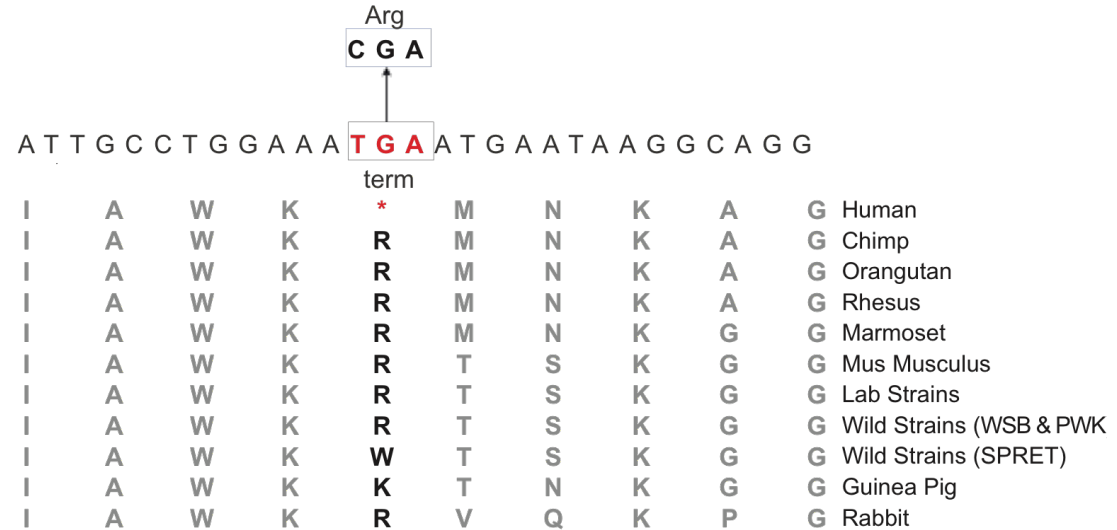 Arg
C G A
A T T G C C T G G A A A T G A A T G A A T A A G G C A G G
term
I A W K * M N K A G Human
I A W K R M N K A G Chimp
I A W K R M N K A G Orangutan
I A W K R M N K A G Rhesus
I A W K R M N K G G Marmoset
I A W K R T S K G G Mus Musculus
I A W K R T S K G G Lab Strains
I A W K R T S K G G Wild Strains (WSB & PWK
I A W K W T S K G G Wild Strains (SPRET)
I A W K K T N K G G Guinea Pig
I A W K R V Q K P G Rabbit